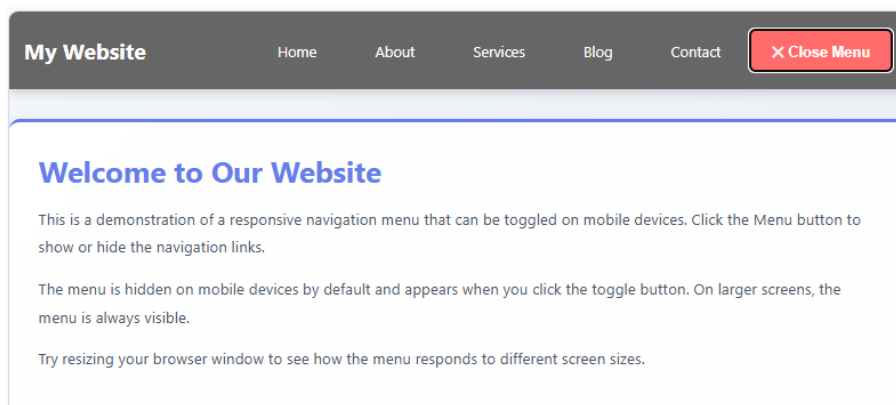 My Website
Home
About
Services
Blog
Contact
✕ Close Menu
Welcome to Our Website
This is a demonstration of a responsive navigation menu that can be toggled on mobile devices. Click the Menu button to
show or hide the navigation links.
The menu is hidden on mobile devices by default and appears when you click the toggle button. On larger screens, the
menu is always visible.
Try resizing your browser window to see how the menu responds to different screen sizes.